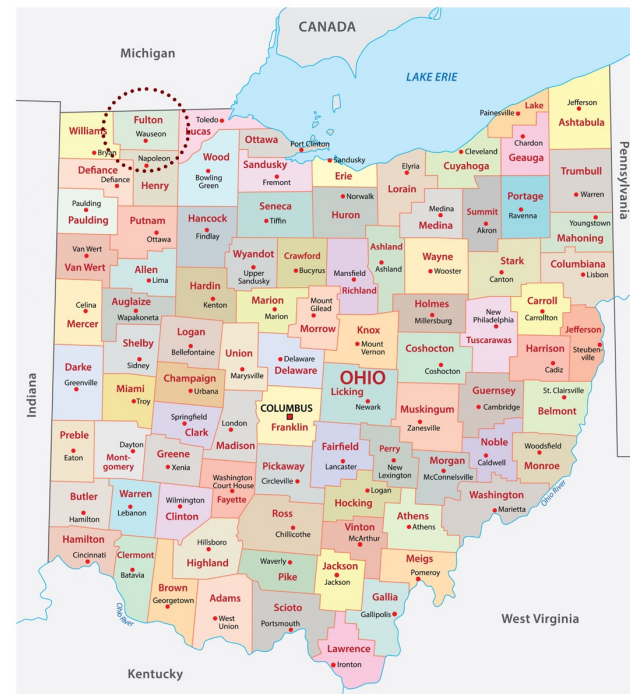 CANADA
Michigan
LAKE ERIE
Pennsylvania
Indiana
Williams
Bryan
Fulton
Wauseon
Toledo
Lucas
Ottawa
Port Clinton
Painesville
Lake
Jefferson
Ashtabula
Chardon
Geauga
Cleveland
Cuyahoga
Trumbull
Warren
Defiance
Defiance
Napoleon
Henry
Wood
Bowling
Green
Sandusky
Fremont
Sandusky
Erie
Elyria
Lorain
Medina
Medina
Summit
Akron
Portage
Ravenna
Youngstown
Mahoning
Paulding
Paulding
Putnam
Ottawa
Hancock
Findlay
Seneca
Tiffin
Norwalk
Huron
Van Wert
Van Wert
Allen
Lima
Wyandot
Upper
Sandusky
Crawford
Bucyrus
Mansfield
Richland
Ashland
Ashland
Wayne
Wooster
Stark
Canton
Columbiana
Lisbon
Celina
Mercer
Auglaize
Wapakoneta
Hardin
Kenton
Marion
Marion
Mount
Gilead
Morrow
Knox
Mount
Vernon
Holmes
Millersburg
New
Philadelphia
Tuscarawas
Carroll
Carrollton
Jefferson
Steuben-
ville
Harrison
Cadiz
Darke
Greenville
Shelby
Sidney
Logan
Bellefontaine
Union
Marysville
Delaware
Delaware
Coshocton
Coshocton
Miami
Troy
Champaign
Urbana
OHIO
Licking
Newark
COLUMBUS
Franklin
Muskingum
Zanesville
Guernsey
Cambridge
St. Clairsville
Belmont
Springfield
Clark
London
Madison
Preble
Eaton
Dayton
Mont-
gomery
Greene
Xenia
Washington
Court House
Fayette
Pickaway
Circleville
Fairfield
Lancaster
Perry
New
Lexington
Morgan
McConnelsville
Noble
Caldwell
Woodsfield
Monroe
Butler
Hamilton
Warren
Lebanon
Wilmington
Clinton
Ross
Chillicothe
Logan
Hocking
Athens
Athens
Washington
Marietta
Ohio River
Hamilton
Cincinnati
Clermont
Batavia
Hillsboro
Highland
Waverly
Pike
Vinton
McArthur
Jackson
Jackson
Meigs
Pomeroy
Brown
Georgetown
Adams
West
Union
Scioto
Portsmouth
Gallia
Gallipolis
Ohio River
Lawrence
Ironton
West Virginia
Kentucky